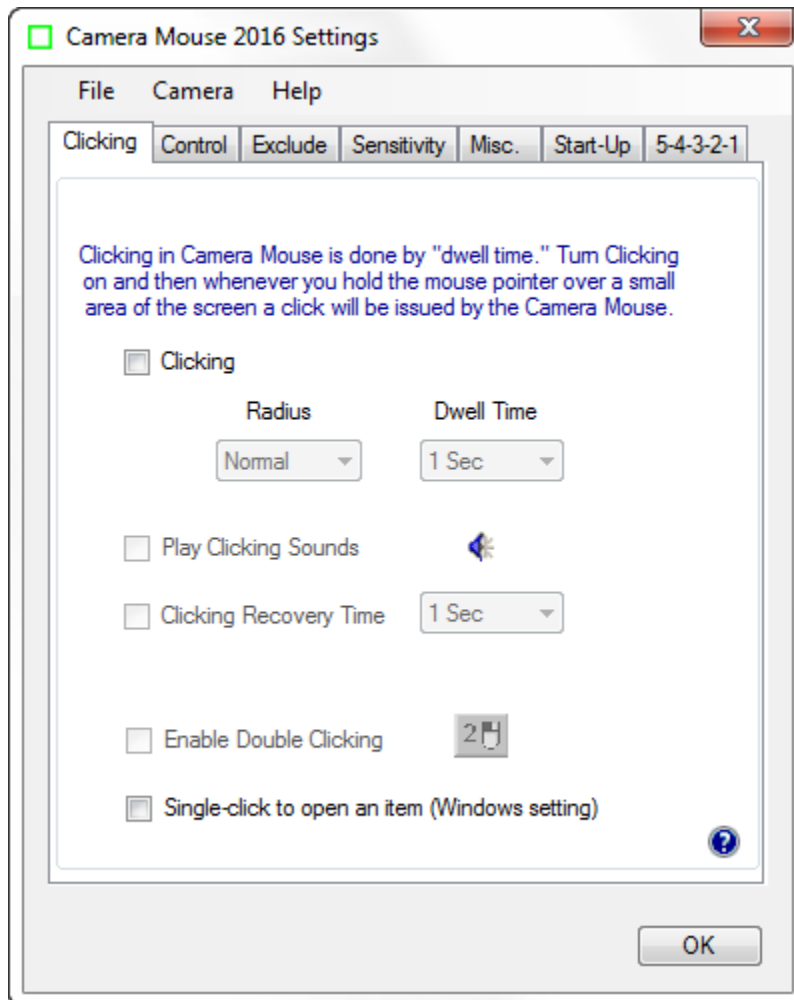 Camera Mouse 2016 Settings
File Camera Help
Clicking Control Exclude Sensitivity Misc. Start-Up 5-4-3-2-1
Clicking in Camera Mouse is done by "dwell time." Turn Clicking
on and then whenever you hold the mouse pointer over a small
area of the screen a click will be issued by the Camera Mouse.
Clicking
Radius Dwell Time
Normal 1 Sec
Play Clicking Sounds
Clicking Recovery Time 1 Sec
Enable Double Clicking 2
Single-click to open an item (Windows setting)
?
OK